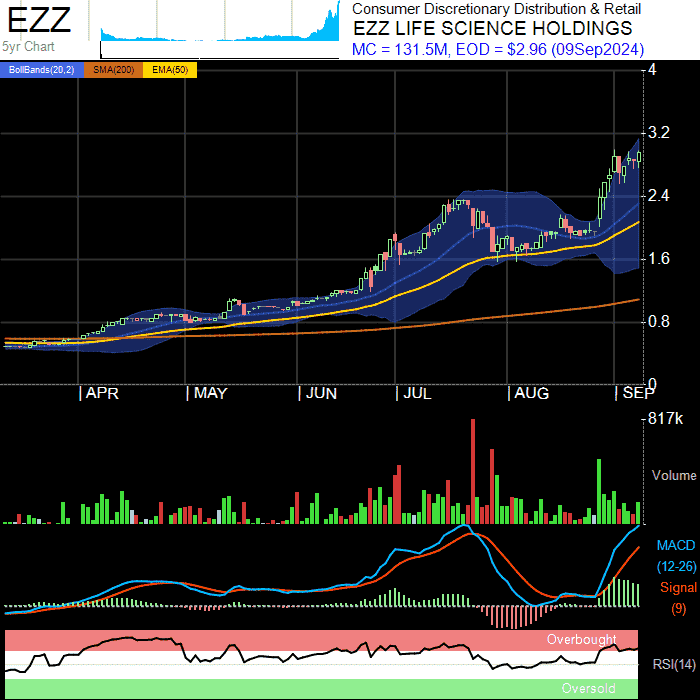 EZZ
5yr Chart
Consumer Discretionary Distribution & Retail
EZZ LIFE SCIENCE HOLDINGS
MC = 131.5M, EOD = $2.96 (09Sep2024)
BollBands(20,2) SMA(200) EMA(50)
4
3.2
2.4
1.6
0.8
0
APR MAY JUN JUL AUG SEP
817k
Volume
MACD
(12-26)
Signal
(9)
Overbought
RSI(14)
Oversold